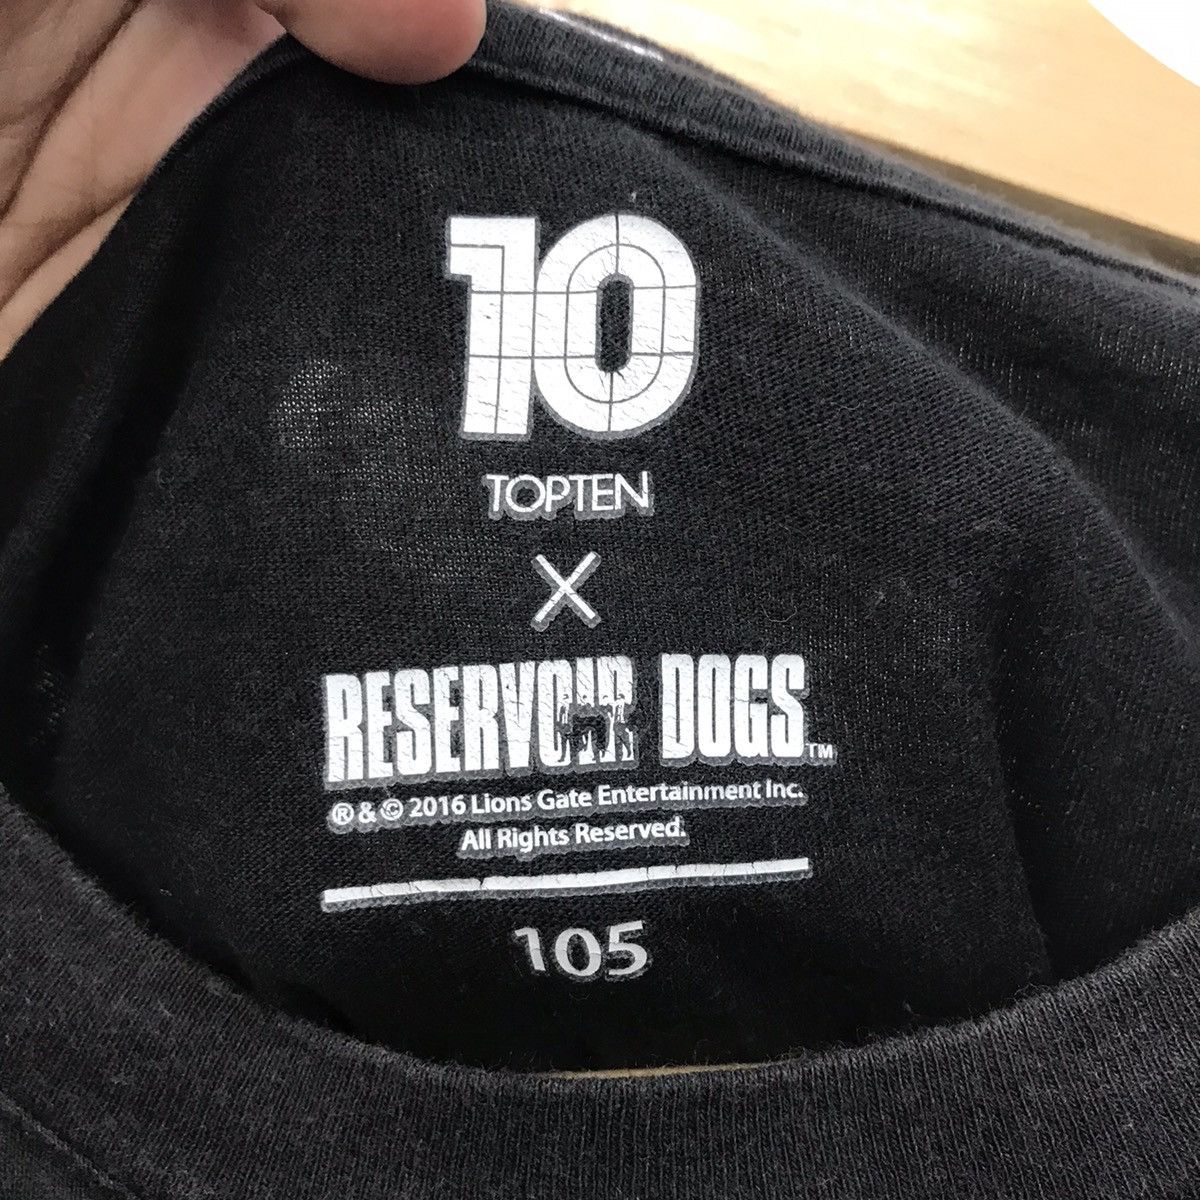 10
TOPTEN
X
RESERVOIR DOGS™
® & © 2016 Lions Gate Entertainment Inc.
All Rights Reserved.
105